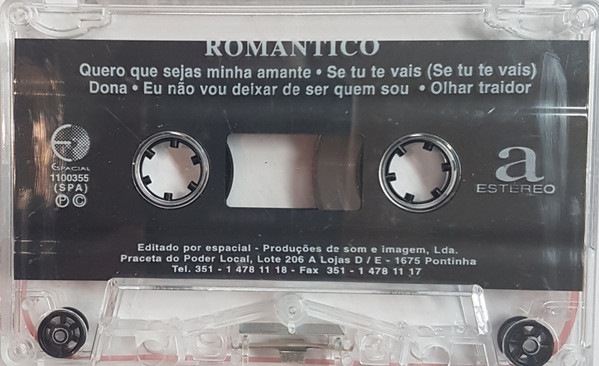 ROMÂNTICO
Quero que sejas minha amante • Se tu te vais (Se tu te vais)
Dona • Eu não vou deixar de ser quem sou • Olhar traidor
ESPACIAL
1100355
(SPA)
Ⓟ Ⓒ
a
ESTÉREO
Editado por espacial - Produções de som e imagem, Lda.
Praceta do Poder Local, Lote 206 A Lojas D / E - 1675 Pontinha
Tel. 351 - 1 478 11 18 - Fax 351 - 1 478 11 17